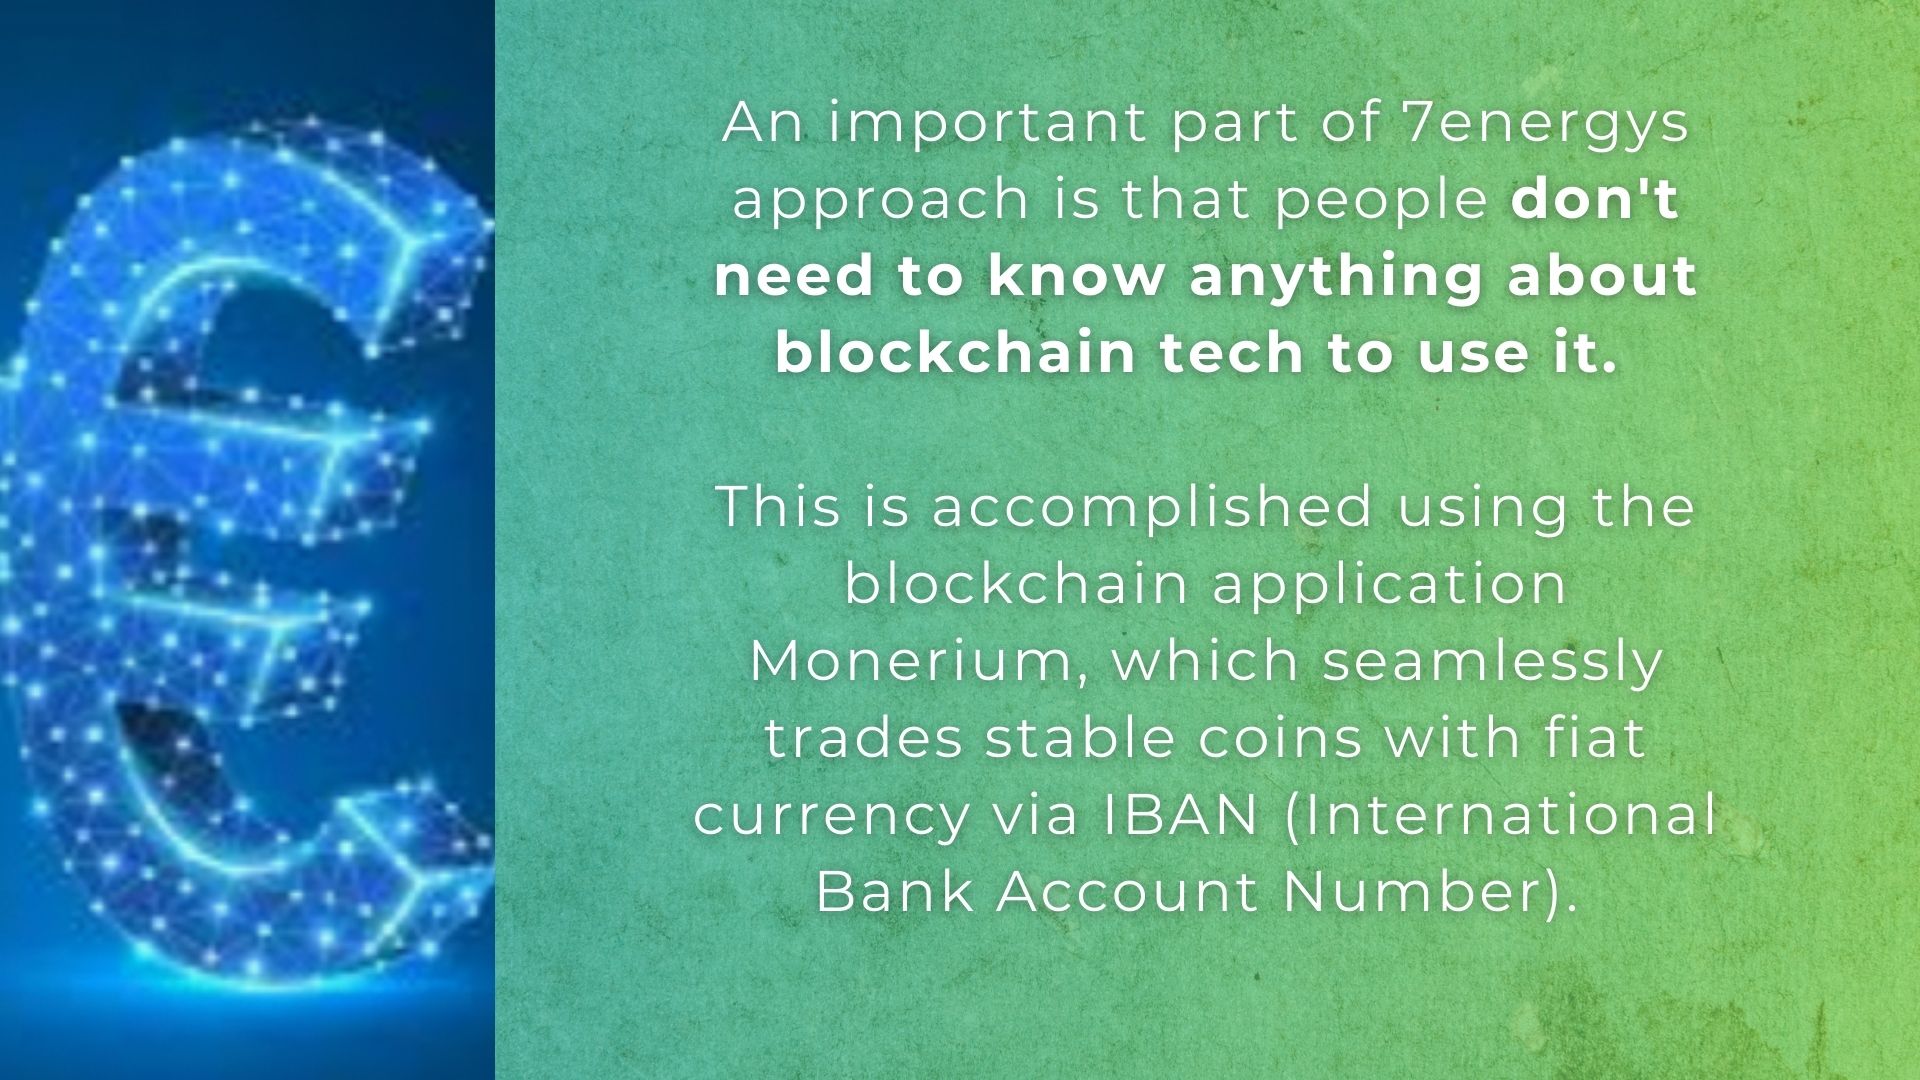 An important part of 7energys
approach is that people don't
need to know anything about
blockchain tech to use it.
This is accomplished using the
blockchain application
Monerium, which seamlessly
trades stable coins with fiat
currency via IBAN (International
Bank Account Number).